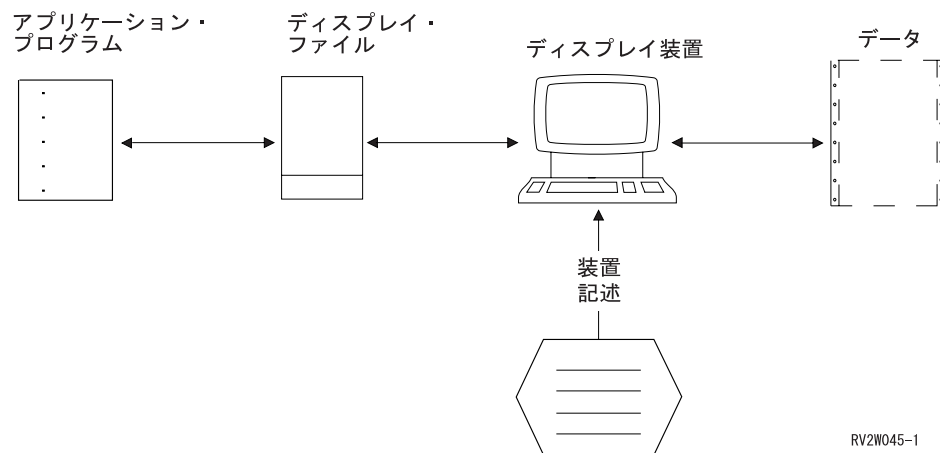 アプリケーション・
プログラム
ディスプレイ・
ファイル
ディスプレイ装置
データ
装置
記述
RV2W045-1